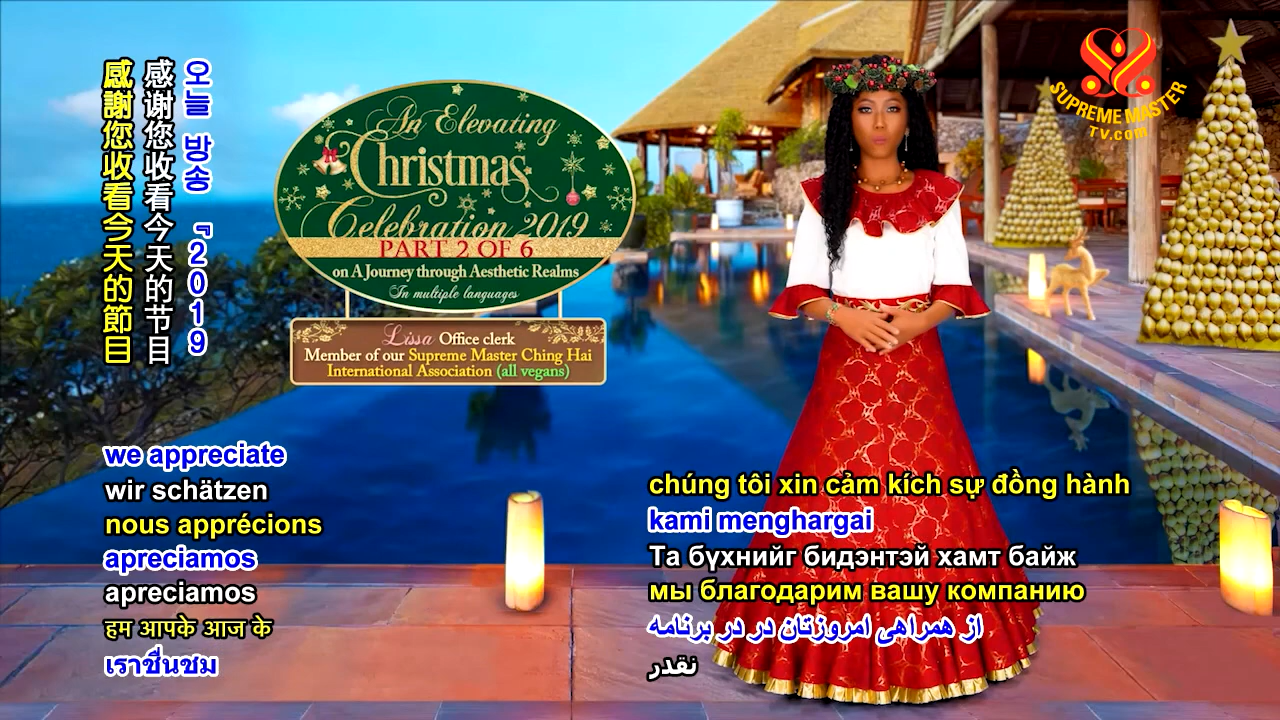 오늘 방송 『2019
感谢您收看今天的节目
感謝您收看今天的節目
An Elevating
Christmas
Celebration 2019
PART 2 OF 6
on A Journey through Aesthetic Realms
In multiple languages
Lissa Office clerk
Member of our Supreme Master Ching Hai
International Association (all vegans)
SUPREME MASTER
TV.com
we appreciate
wir schätzen
nous apprécions
apreciamos
apreciamos
हम आपके आज के
เราชื่นชม
chúng tôi xin cảm kích sự đồng hành
kami menghargai
Та бүхнийг бидэнтэй хамт байж
мы благодарим вашу компанию
از همراهی امروزتان در در برنامه
نقدر